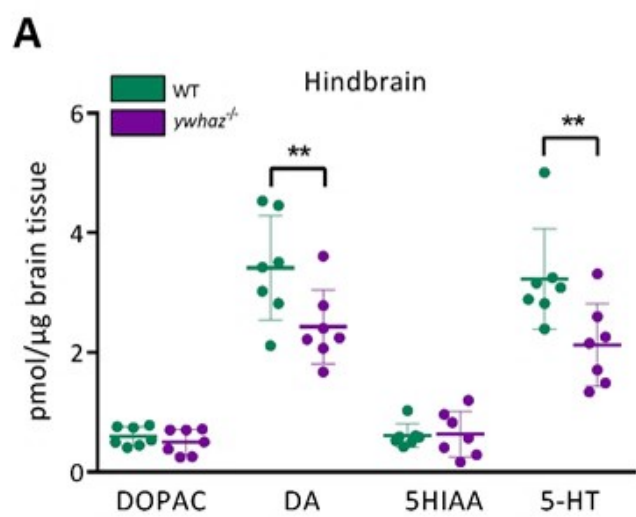 A
Hindbrain
WT
ywhaz-/-
**
**
6
4
2
0
pmol/µg brain tissue
DOPAC DA 5HIAA 5-HT